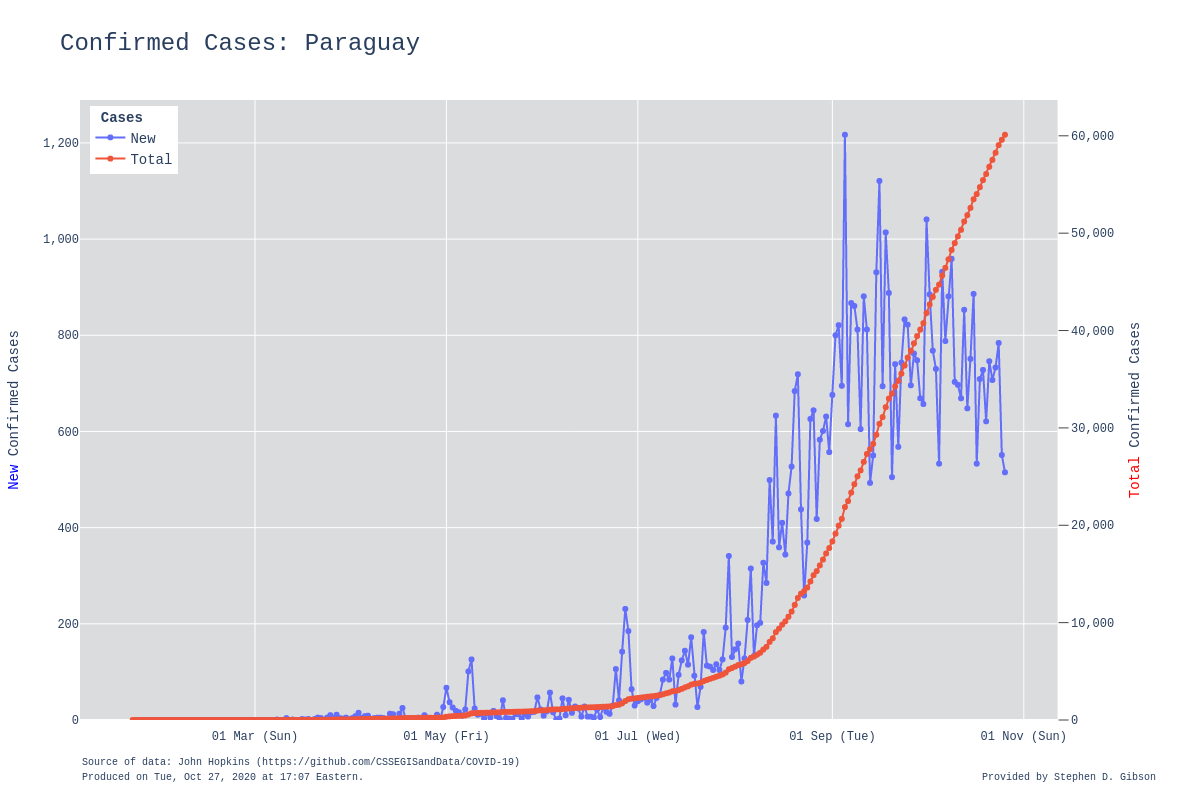 Confirmed Cases: Paraguay
Cases
New
Total
1,200
1,000
800
600
400
200
0
60,000
50,000
40,000
30,000
20,000
10,000
0
New Confirmed Cases
Total Confirmed Cases
01 Mar (Sun)
01 May (Fri)
01 Jul (Wed)
01 Sep (Tue)
01 Nov (Sun)
Source of data: John Hopkins (https://github.com/CSSEGISandData/COVID-19)
Produced on Tue, Oct 27, 2020 at 17:07 Eastern.
Provided by Stephen D. Gibson